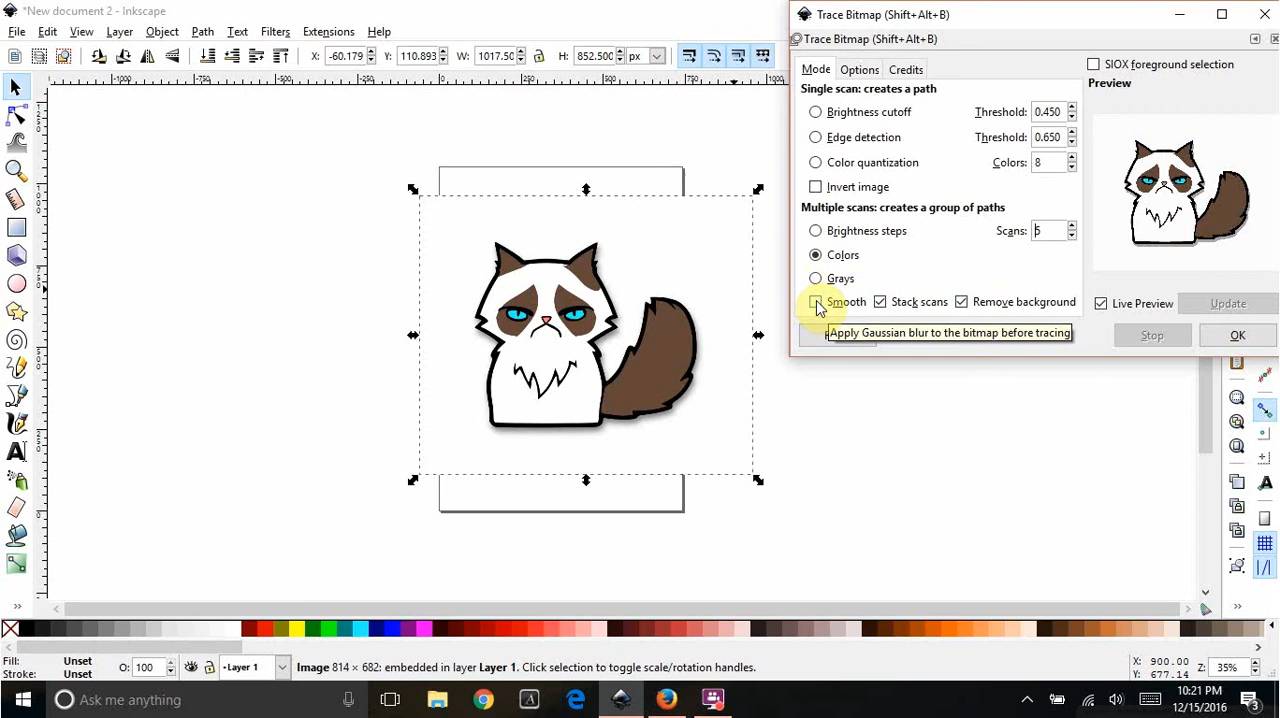 *New document 2 - Inkscape
File Edit View Layer Object Path Text Filters Extensions Help
X: -60.179 Y: 110.893 W: 1017.50 H: 852.500 px
Trace Bitmap (Shift+Alt+B)
Trace Bitmap (Shift+Alt+B)
Mode Options Credits
SIOX foreground selection
Preview
Single scan: creates a path
Brightness cutoff Threshold: 0.450
Edge detection Threshold: 0.650
Color quantization Colors: 8
Invert image
Multiple scans: creates a group of paths
Brightness steps Scans: 5
Colors
Grays
Smooth Stack scans Remove background
Live Preview Update
Apply Gaussian blur to the bitmap before tracing
Stop OK
Fill: Unset
Stroke: Unset
O: 100
Layer 1
Image 814 × 682: embedded in layer Layer 1. Click selection to toggle scale/rotation handles.
X: 900.00
Y: 677.14
Z: 35%
Ask me anything
10:21 PM
12/15/2016
3